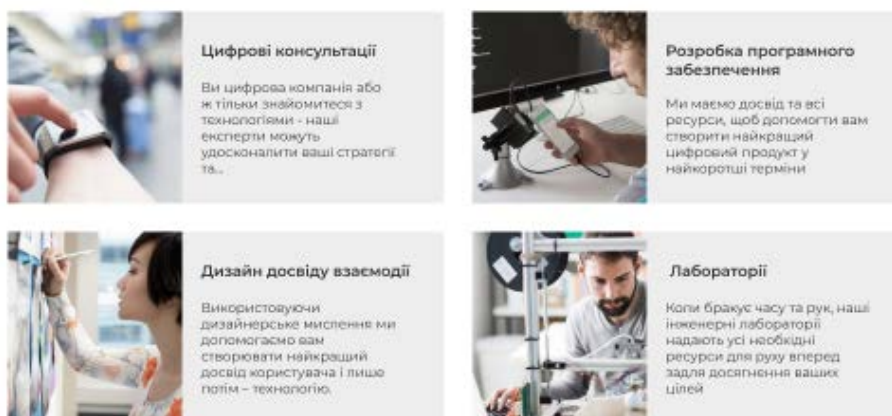 Цифрові консультації
Ви цифрова компанія або
ж тільки знайомитеся з
технологіями - наші
експерти можуть
удосконалити ваші стратегії
та...
Розробка програмного
забезпечення
Ми маємо досвід та всі
ресурси, щоб допомогти вам
створити найкращий
цифровий продукт у
найкоротші терміни
Дизайн досвіду взаємодії
Використовуючи
дизайнерське мислення ми
допомагаємо вам
створювати найкращий
досвід користувача і лише
потім – технологію.
Лабораторії
Коли бракує часу та рук, наші
інженерні лабораторії
надають усі необхідні
ресурси для руху вперед
задля досягнення ваших
цілей